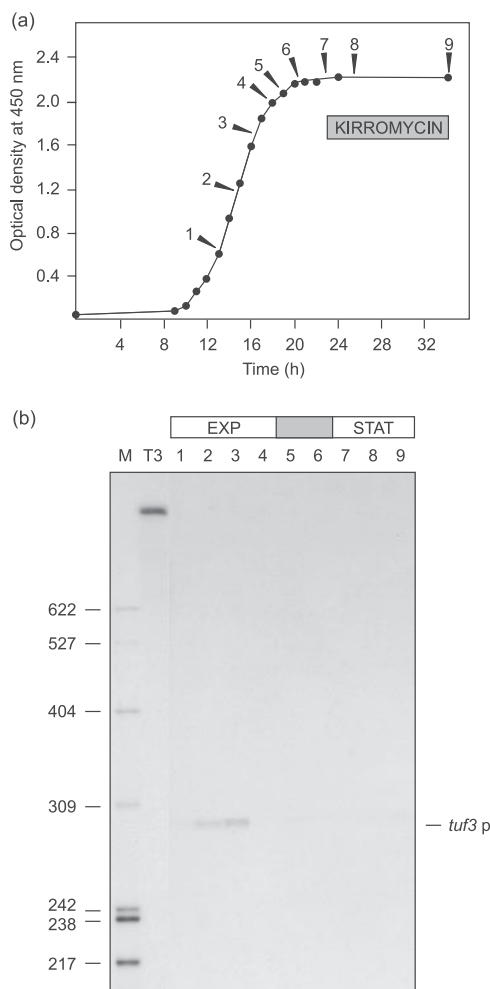 (a)
Optical density at 450 nm
2.4
2.0
1.6
1.2
0.8
0.4
1
2
3
4
5
6
7
8
9
KIRROMYCIN
4 8 12 16 20 24 28 32
Time (h)
(b)
EXP STAT
M T3 1 2 3 4 5 6 7 8 9
622
527
404
309
tuf3 p
242
238
217